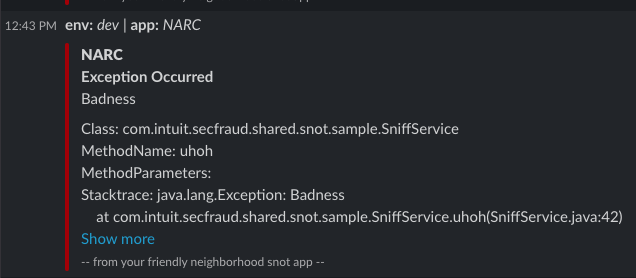 12:43 PM env: dev | app: NARC
NARC
Exception Occurred
Badness
Class: com.intuit.secfraud.shared.snot.sample.SniffService
MethodName: uhoh
MethodParameters:
Stacktrace: java.lang.Exception: Badness
at com.intuit.secfraud.shared.snot.sample.SniffService.uhoh(SniffService.java:42)
Show more
-- from your friendly neighborhood snot app --